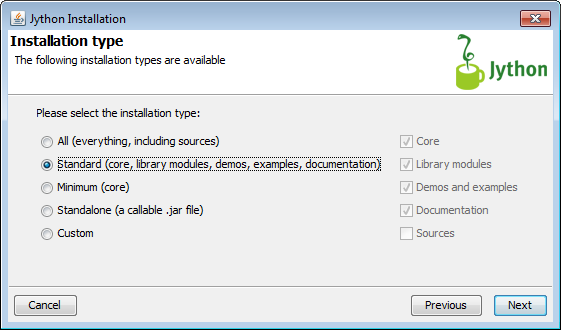 Jython Installation
Installation type
The following installation types are available
Jython
Please select the installation type:
All (everything, including sources)
Core
Standard (core, library modules, demos, examples, documentation)
Library modules
Minimum (core)
Demos and examples
Standalone (a callable .jar file)
Documentation
Custom
Sources
Cancel
Previous
Next